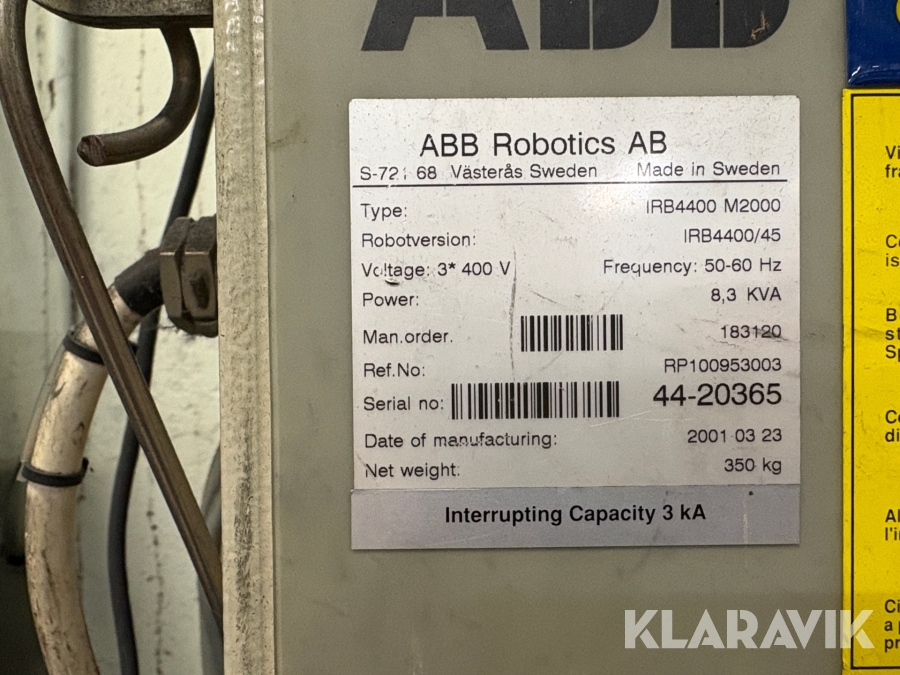 ABB
ABB Robotics AB
S-721 68 Västerås Sweden Made in Sweden
Type: IRB4400 M2000
Robotversion: IRB4400/45
Voltage: 3* 400 V Frequency: 50-60 Hz
Power: 8,3 KVA
Man.order. 183120
Ref.No: RP100953003
Serial no: 44-20365
Date of manufacturing: 2001 03 23
Net weight: 350 kg
Interrupting Capacity 3 kA
KLARAVIK